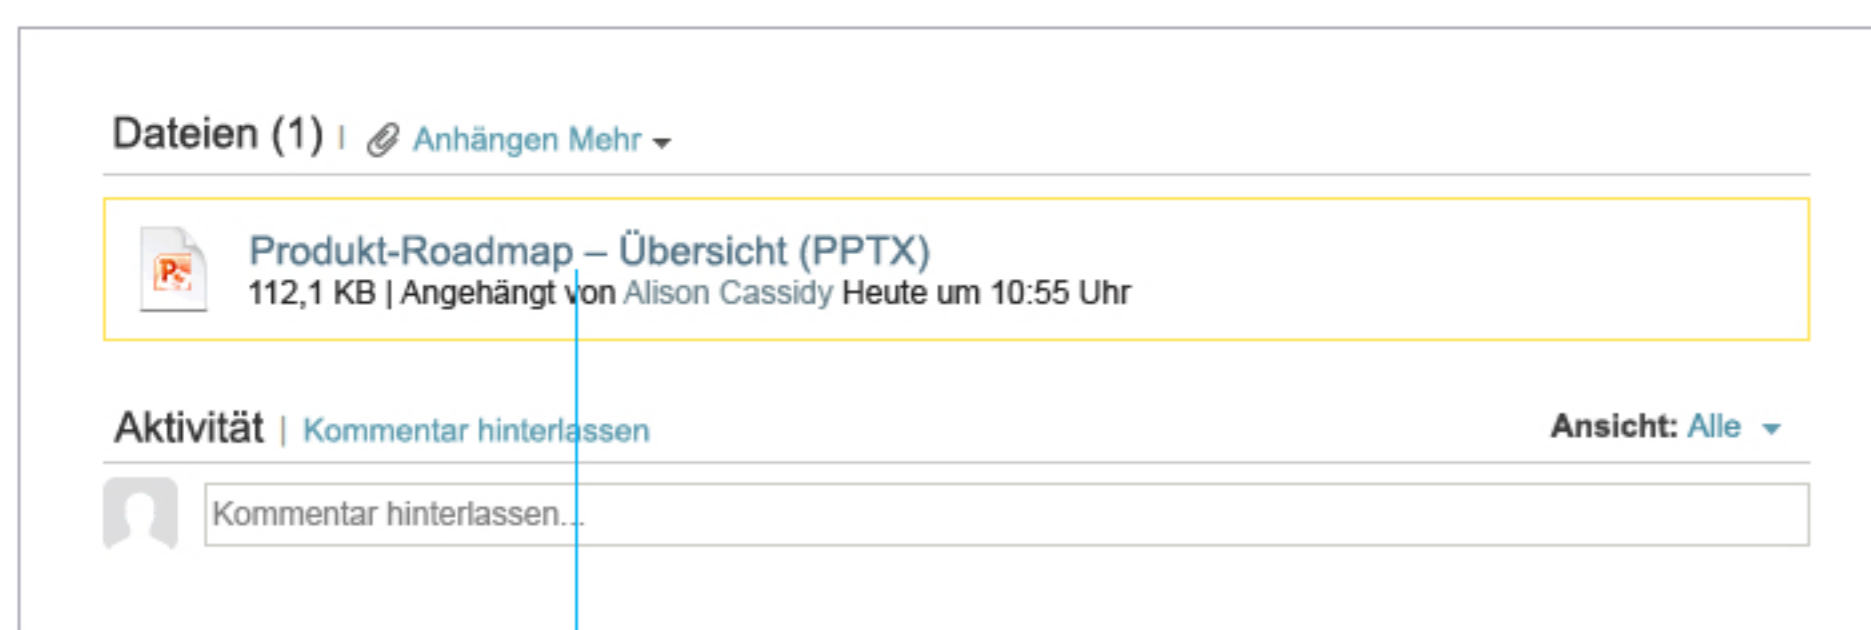 Dateien (1) | Anhängen Mehr
Produkt-Roadmap – Übersicht (PPTX)
112,1 KB | Angehängt von Alison Cassidy Heute um 10:55 Uhr
Aktivität | Kommentar hinterlassen Ansicht: Alle
Kommentar hinterlassen...